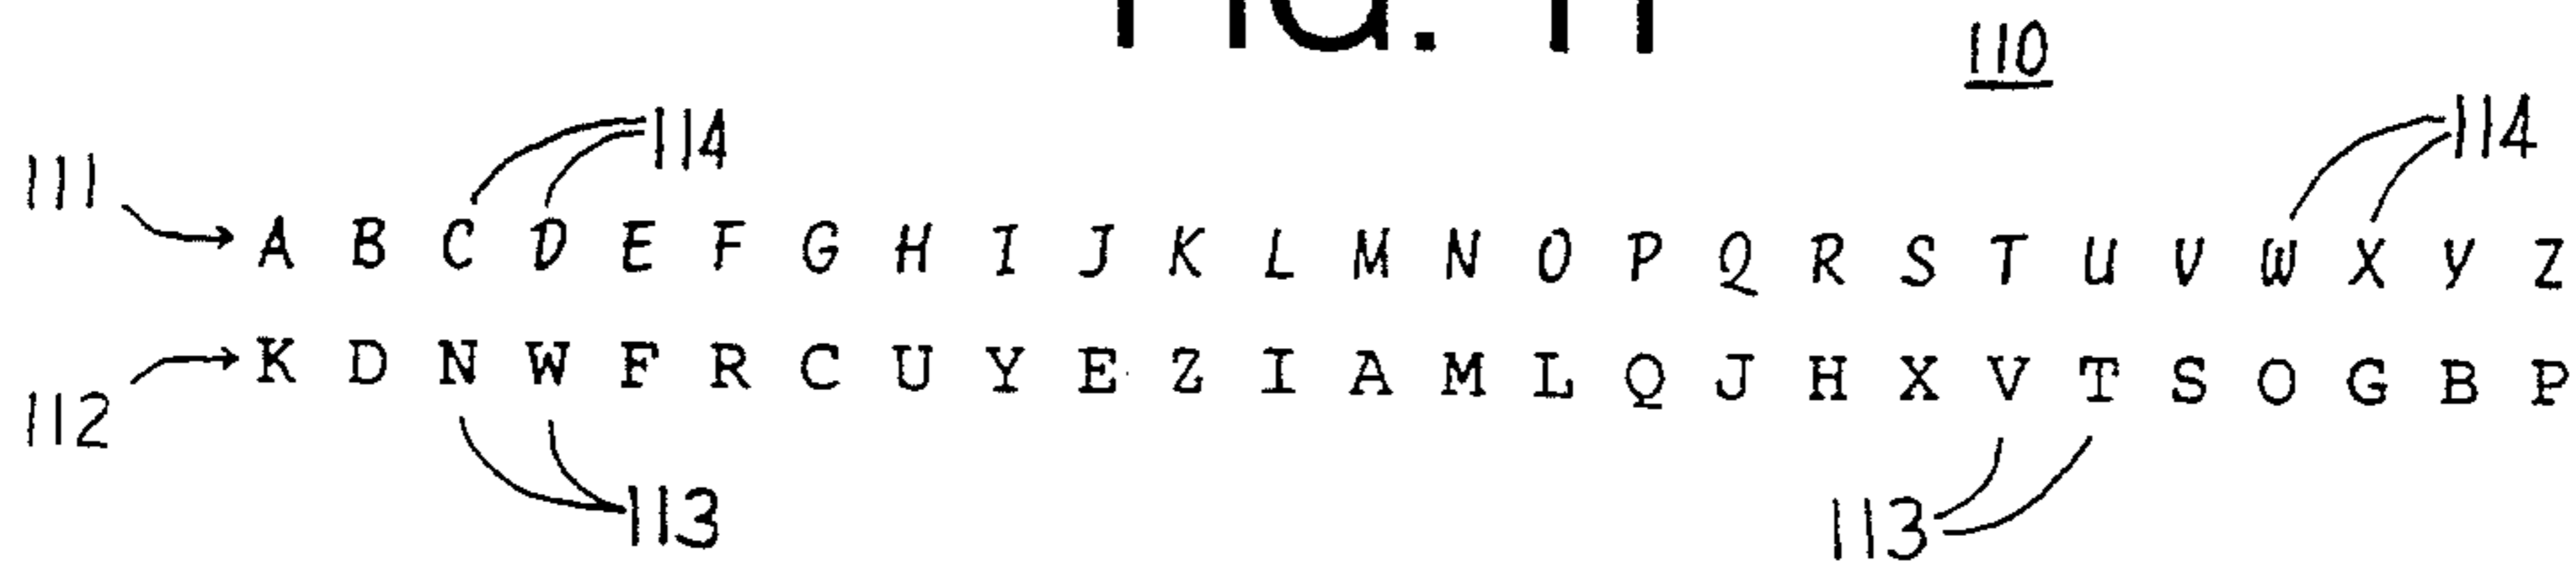 FIG. 11
110
114 114
111 A B C D E F G H I J K L M N O P Q R S T U V W X Y Z
112 K D N W F R C U Y E Z I A M L Q J H X V T S O G B P
113 113